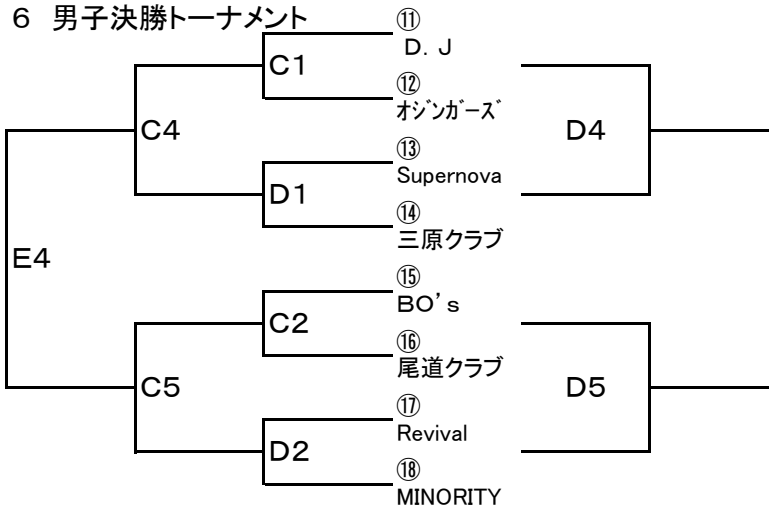 ６ 男子決勝トーナメント
⑪
Ｄ．Ｊ
C1
⑫
ｵｼﾞﾝｶﾞｰｽﾞ
C4
D4
⑬
Supernova
D1
⑭
三原クラブ
E4
⑮
BO’s
C2
⑯
尾道クラブ
C5
D5
⑰
Revival
D2
⑱
MINORITY